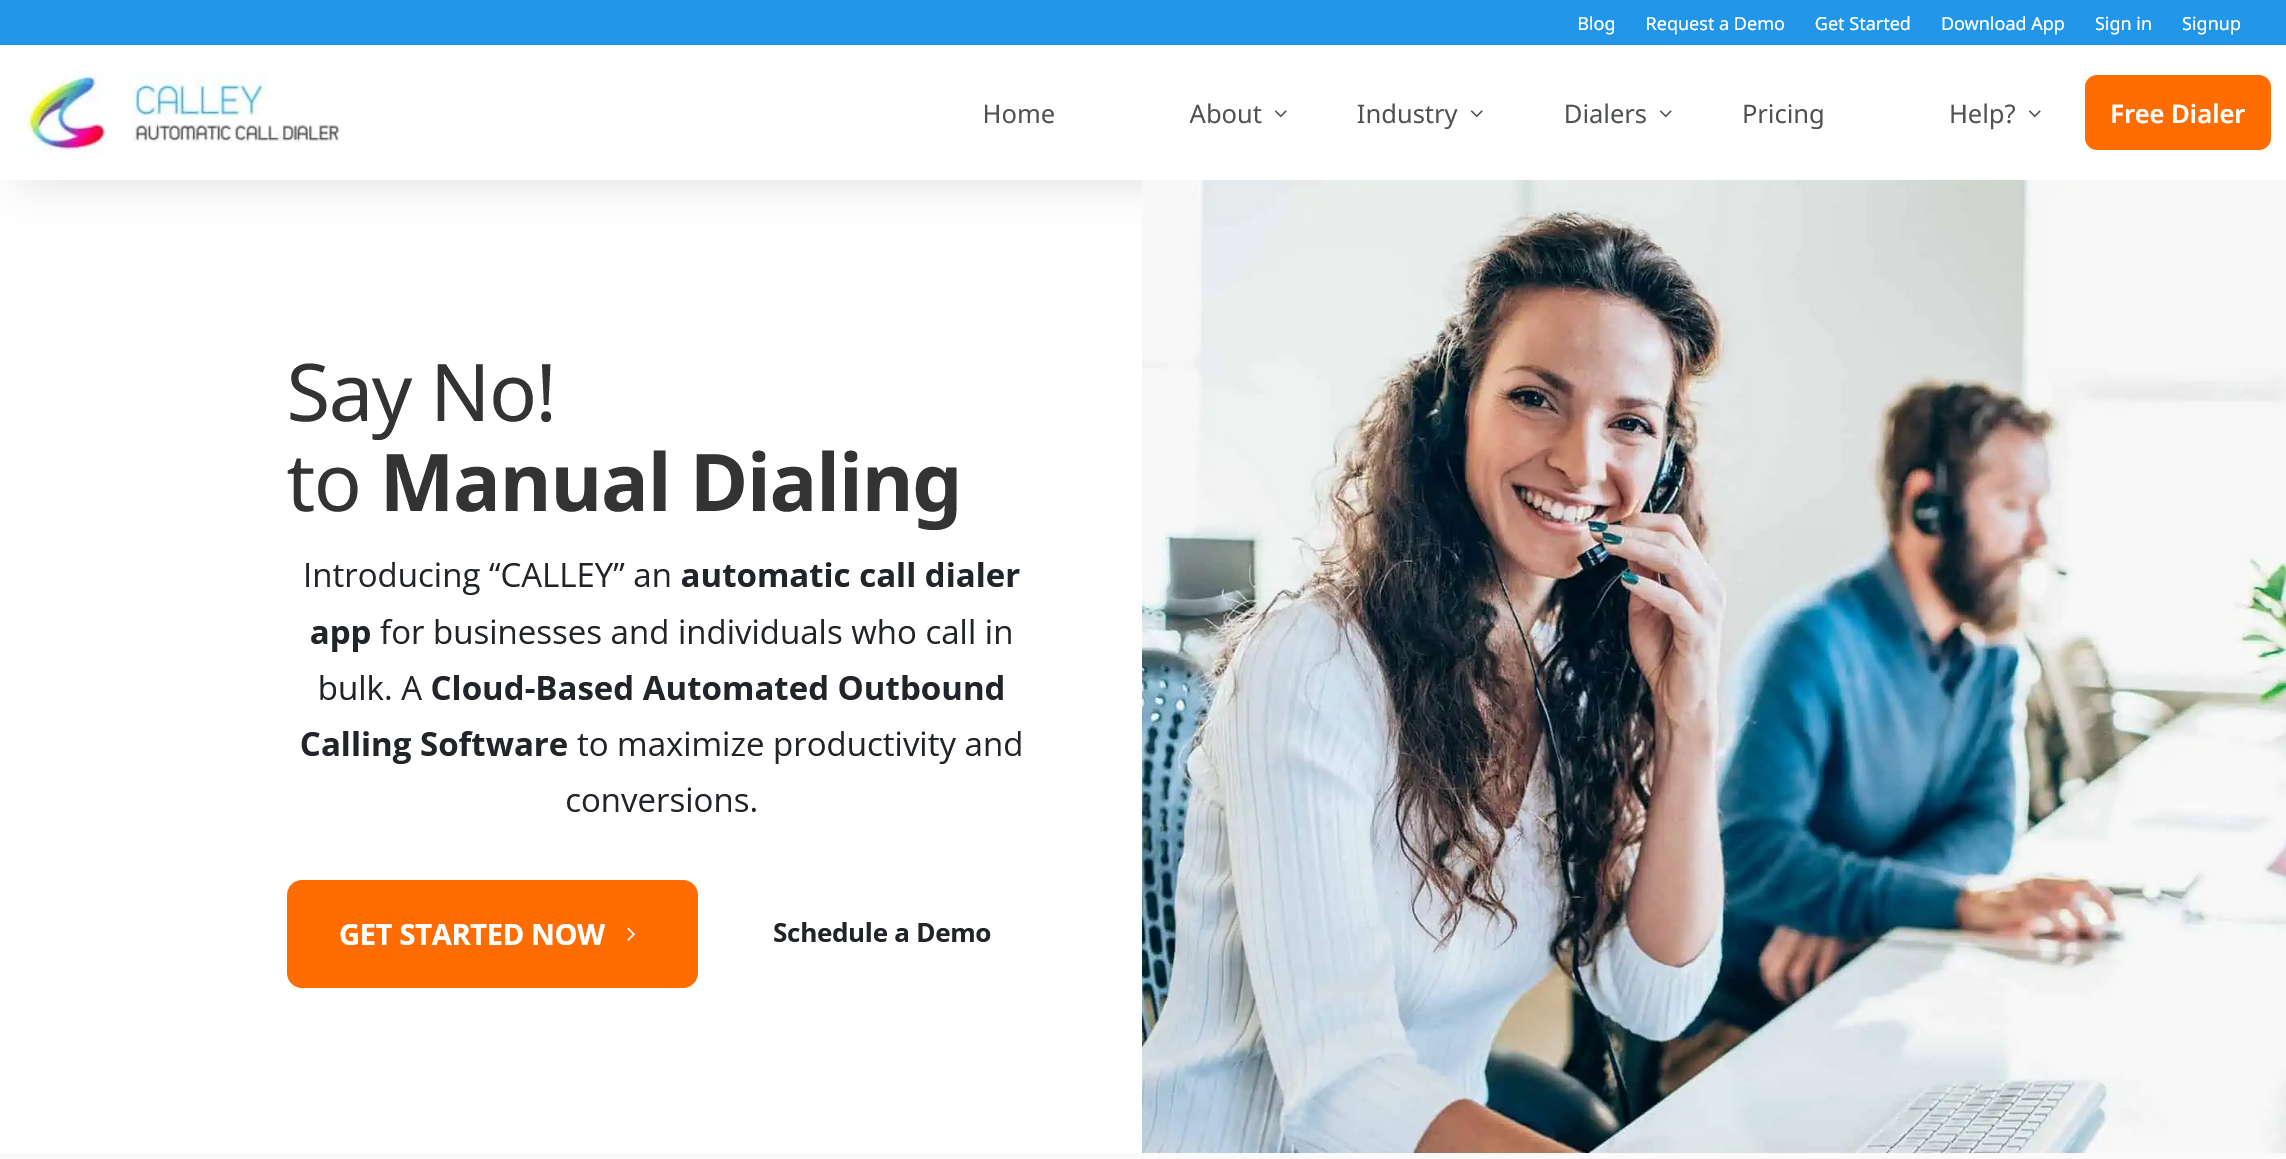 Blog Request a Demo Get Started Download App Sign in Signup
CALLEY
AUTOMATIC CALL DIALER
Home About Industry Dialers Pricing Help? Free Dialer
Say No!
to Manual Dialing
Introducing “CALLEY” an automatic call dialer
app for businesses and individuals who call in
bulk. A Cloud-Based Automated Outbound
Calling Software to maximize productivity and
conversions.
GET STARTED NOW
Schedule a Demo